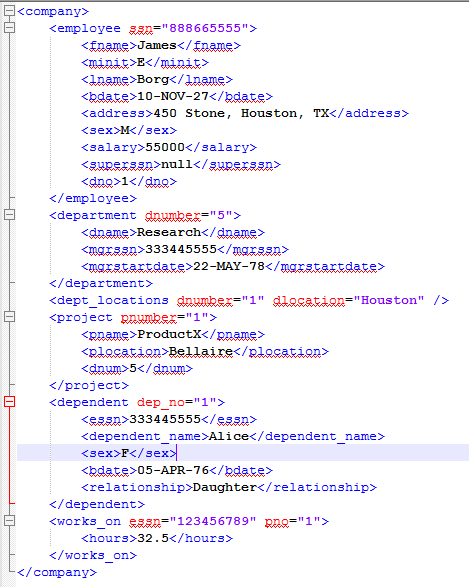 <company>
<employee ssn="888665555">
<fname>James</fname>
<minit>E</minit>
<lname>Borg</lname>
<bdate>10-NOV-27</bdate>
<address>450 Stone, Houston, TX</address>
<sex>M</sex>
<salary>55000</salary>
<superssn>null</superssn>
<dno>1</dno>
</employee>
<department dnumber="5">
<dname>Research</dname>
<mgrssn>333445555</mgrssn>
<mgrstartdate>22-MAY-78</mgrstartdate>
</department>
<dept_locations dnumber="1" dlocation="Houston" />
<project pnumber="1">
<pname>ProductX</pname>
<plocation>Bellaire</plocation>
<dnum>5</dnum>
</project>
<dependent dep_no="1">
<essn>333445555</essn>
<dependent_name>Alice</dependent_name>
<sex>F</sex>
<bdate>05-APR-76</bdate>
<relationship>Daughter</relationship>
</dependent>
<works_on essn="123456789" pno="1">
<hours>32.5</hours>
</works_on>
</company>